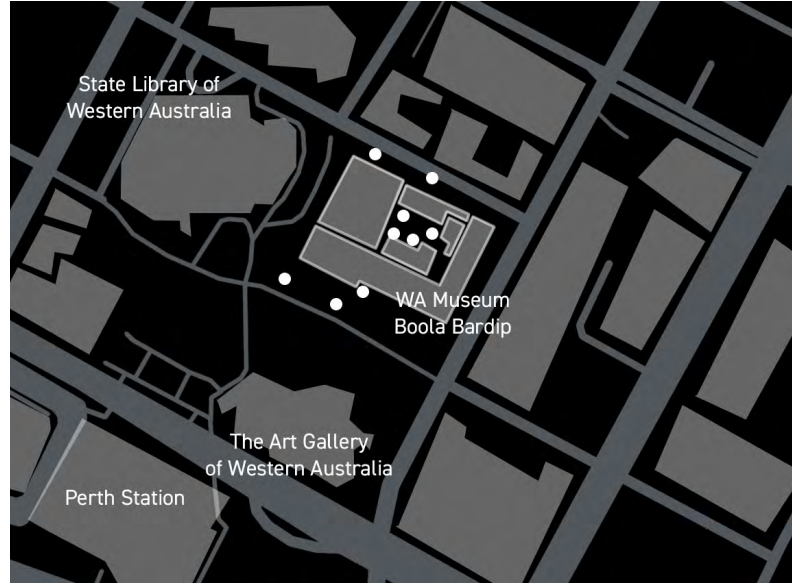 State Library of
Western Australia
WA Museum
Boola Bardip
The Art Gallery
of Western Australia
Perth Station